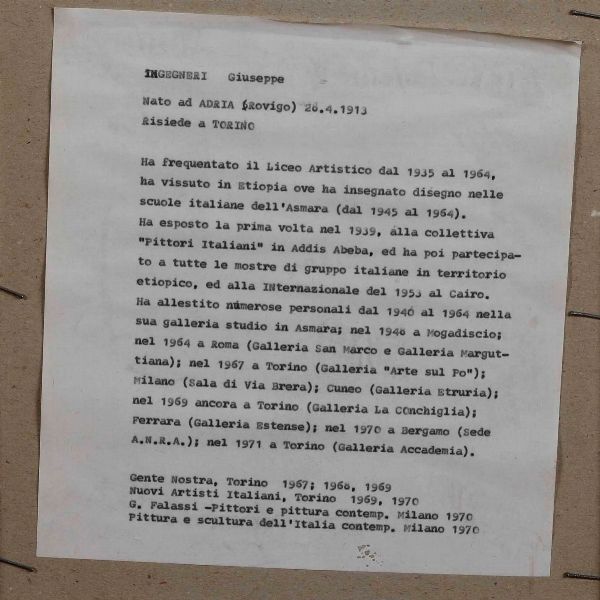 INGEGNERI Giuseppe
Nato ad ADRIA (Rovigo) 26.4.1913
Risiede a TORINO
Ha frequentato il Liceo Artistico dal 1935 al 1964,
ha vissuto in Etiopia ove ha insegnato disegno nelle
scuole italiane dell'Asmara (dal 1945 al 1964).
Ha esposto la prima volta nel 1939, alla collettiva
"Pittori Italiani" in Addis Abeba, ed ha poi partecipa-
to a tutte le mostre di gruppo italiane in territorio
etiopico, ed alla INternazionale del 1953 al Cairo.
Ha allestito numerose personali dal 1946 al 1964 nella
sua galleria studio in Asmara; nel 1948 a Mogadiscio;
nel 1964 a Roma (Galleria San Marco e Galleria Margut-
tiana); nel 1967 a Torino (Galleria "Arte sul Po");
Milano (Sala di Via Brera); Cuneo (Galleria Etruria);
nel 1969 ancora a Torino (Galleria La COnchiglia);
Ferrara (Galleria Estense); nel 1970 a Bergamo (Sede
A.N.R.A.); nel 1971 a Torino (Galleria Accademia).
Gente Nostra, Torino 1967; 1968, 1969
Nuovi Artisti Italiani, Torino 1969, 1970
G. Falassi -Pittori e pittura contemp. Milano 1970
Pittura e scultura dell'Italia contemp. Milano 1970